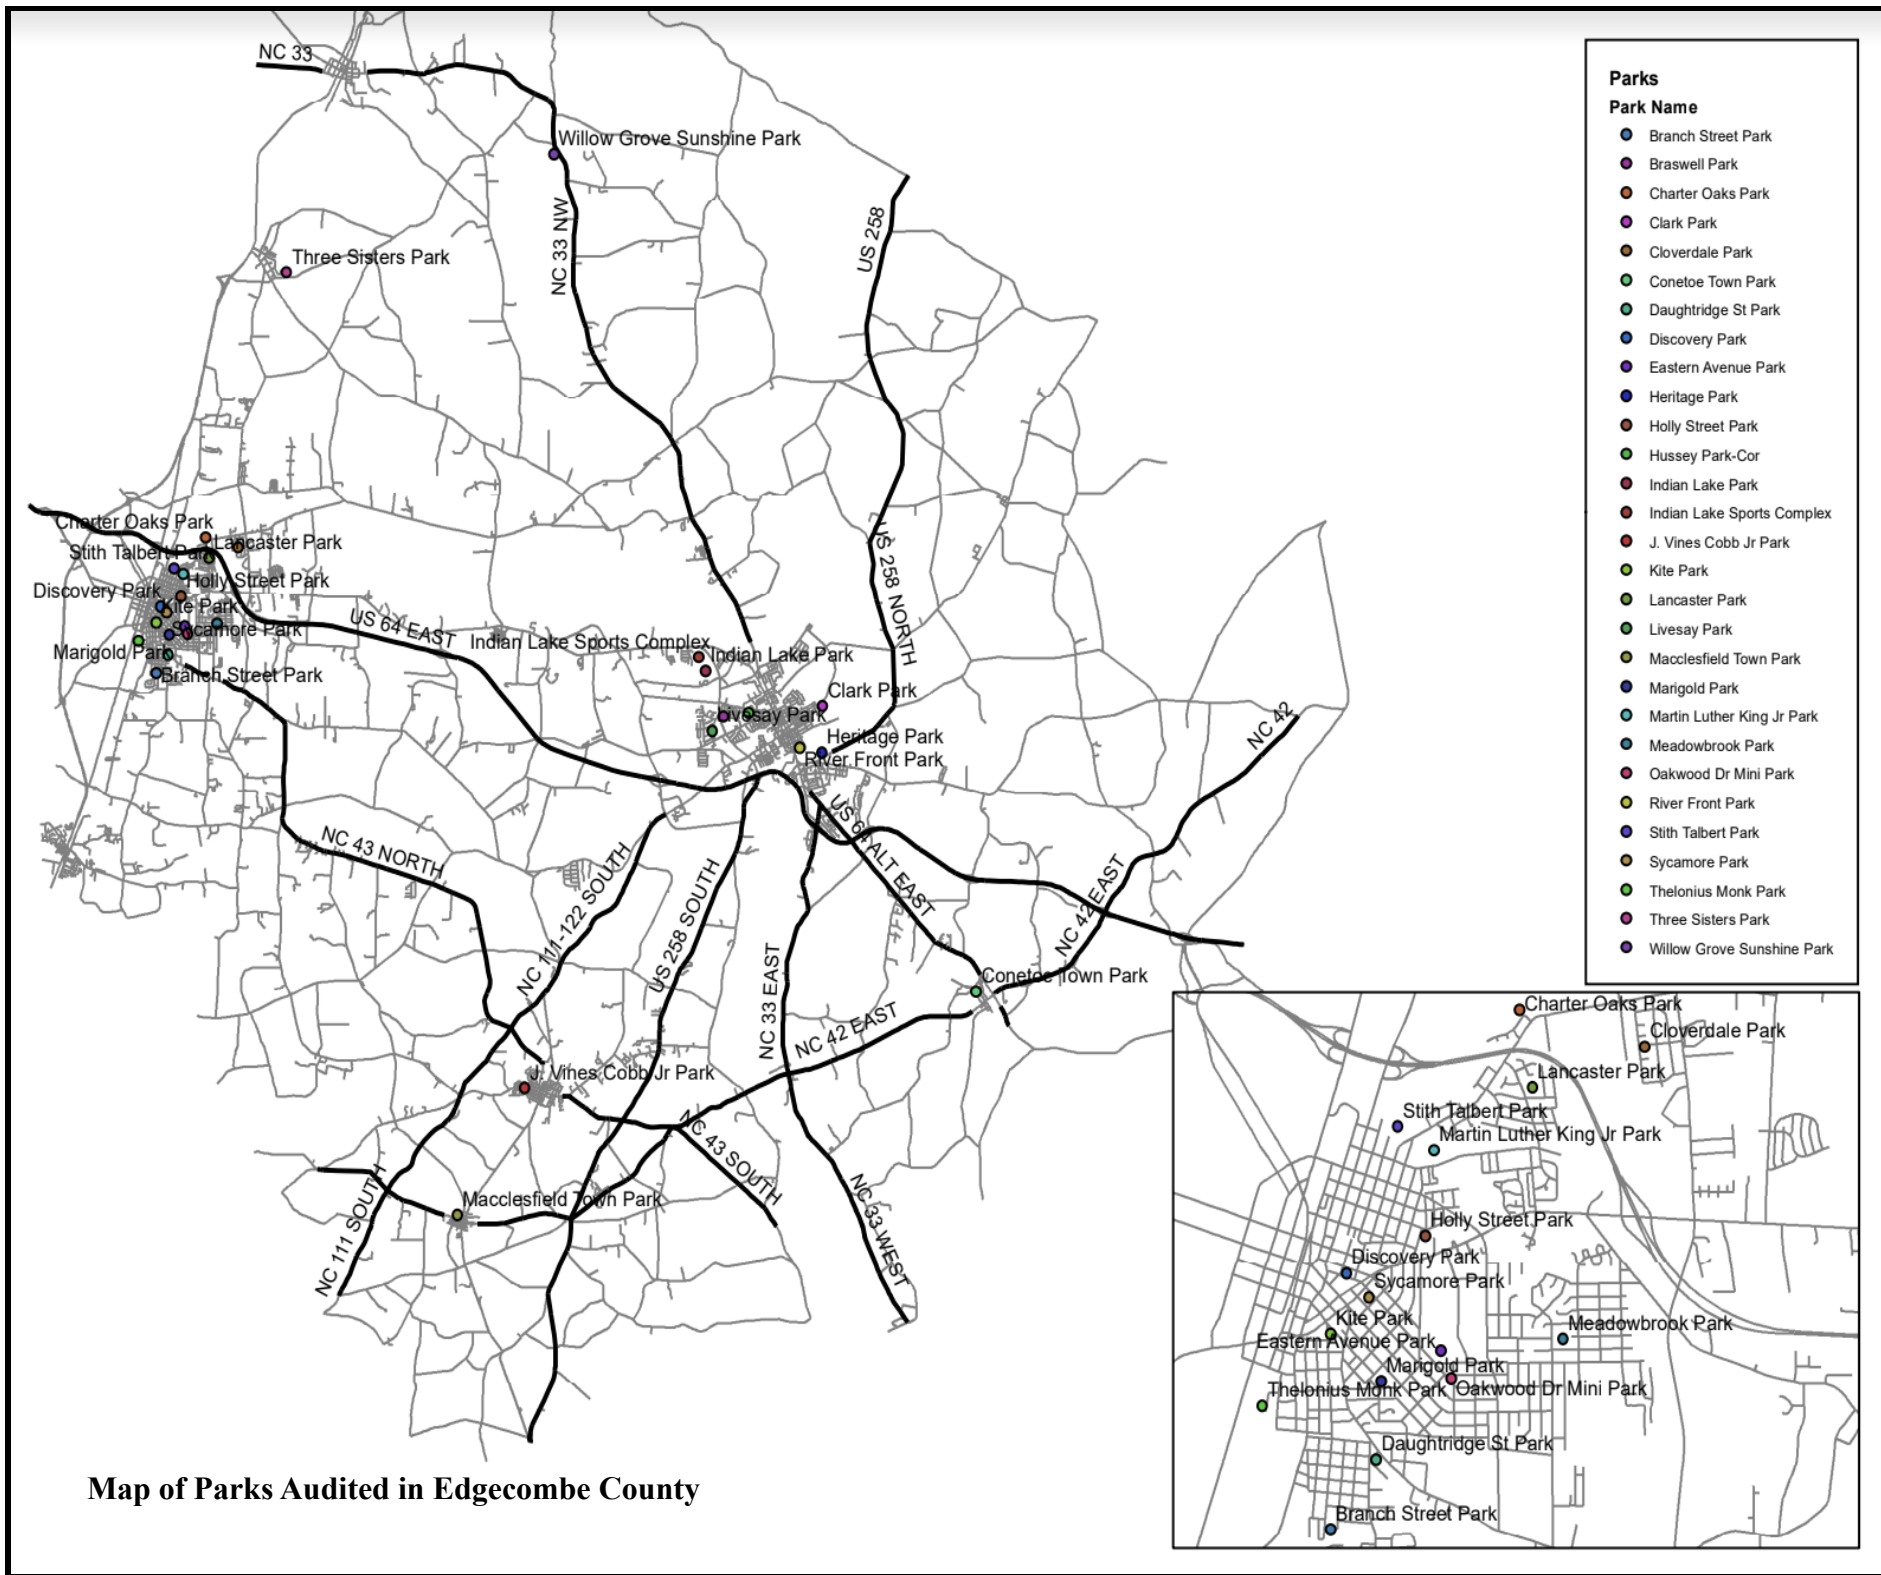 NC 33
Willow Grove Sunshine Park
NC 33 NW
US 258
Three Sisters Park
Charter Oaks Park
Lancaster Park
Stith Talbert Park
Holly Street Park
Discovery Park
Kite Park
Sycamore Park
Marigold Park
Branch Street Park
US 64 EAST
US 258 NORTH
Indian Lake Sports Complex
Indian Lake Park
Clark Park
Livesay Park
Heritage Park
River Front Park
NC 42
NC 43 NORTH
US 64 ALT EAST
NC 111-122 SOUTH
US 258 SOUTH
NC 42 EAST
NC 33 EAST
Conetoe Town Park
NC 42 EAST
J. Vines Cobb Jr Park
NC 43 SOUTH
Macclesfield Town Park
NC 111 SOUTH
NC 33 WEST
Map of Parks Audited in Edgecombe County
Parks
Park Name
Branch Street Park
Braswell Park
Charter Oaks Park
Clark Park
Cloverdale Park
Conetoe Town Park
Daughtridge St Park
Discovery Park
Eastern Avenue Park
Heritage Park
Holly Street Park
Hussey Park-Cor
Indian Lake Park
Indian Lake Sports Complex
J. Vines Cobb Jr Park
Kite Park
Lancaster Park
Livesay Park
Macclesfield Town Park
Marigold Park
Martin Luther King Jr Park
Meadowbrook Park
Oakwood Dr Mini Park
River Front Park
Stith Talbert Park
Sycamore Park
Thelonius Monk Park
Three Sisters Park
Willow Grove Sunshine Park
Charter Oaks Park
Cloverdale Park
Lancaster Park
Stith Talbert Park
Martin Luther King Jr Park
Holly Street Park
Discovery Park
Sycamore Park
Kite Park
Meadowbrook Park
Eastern Avenue Park
Marigold Park
Thelonius Monk Park
Oakwood Dr Mini Park
Daughtridge St Park
Branch Street Park